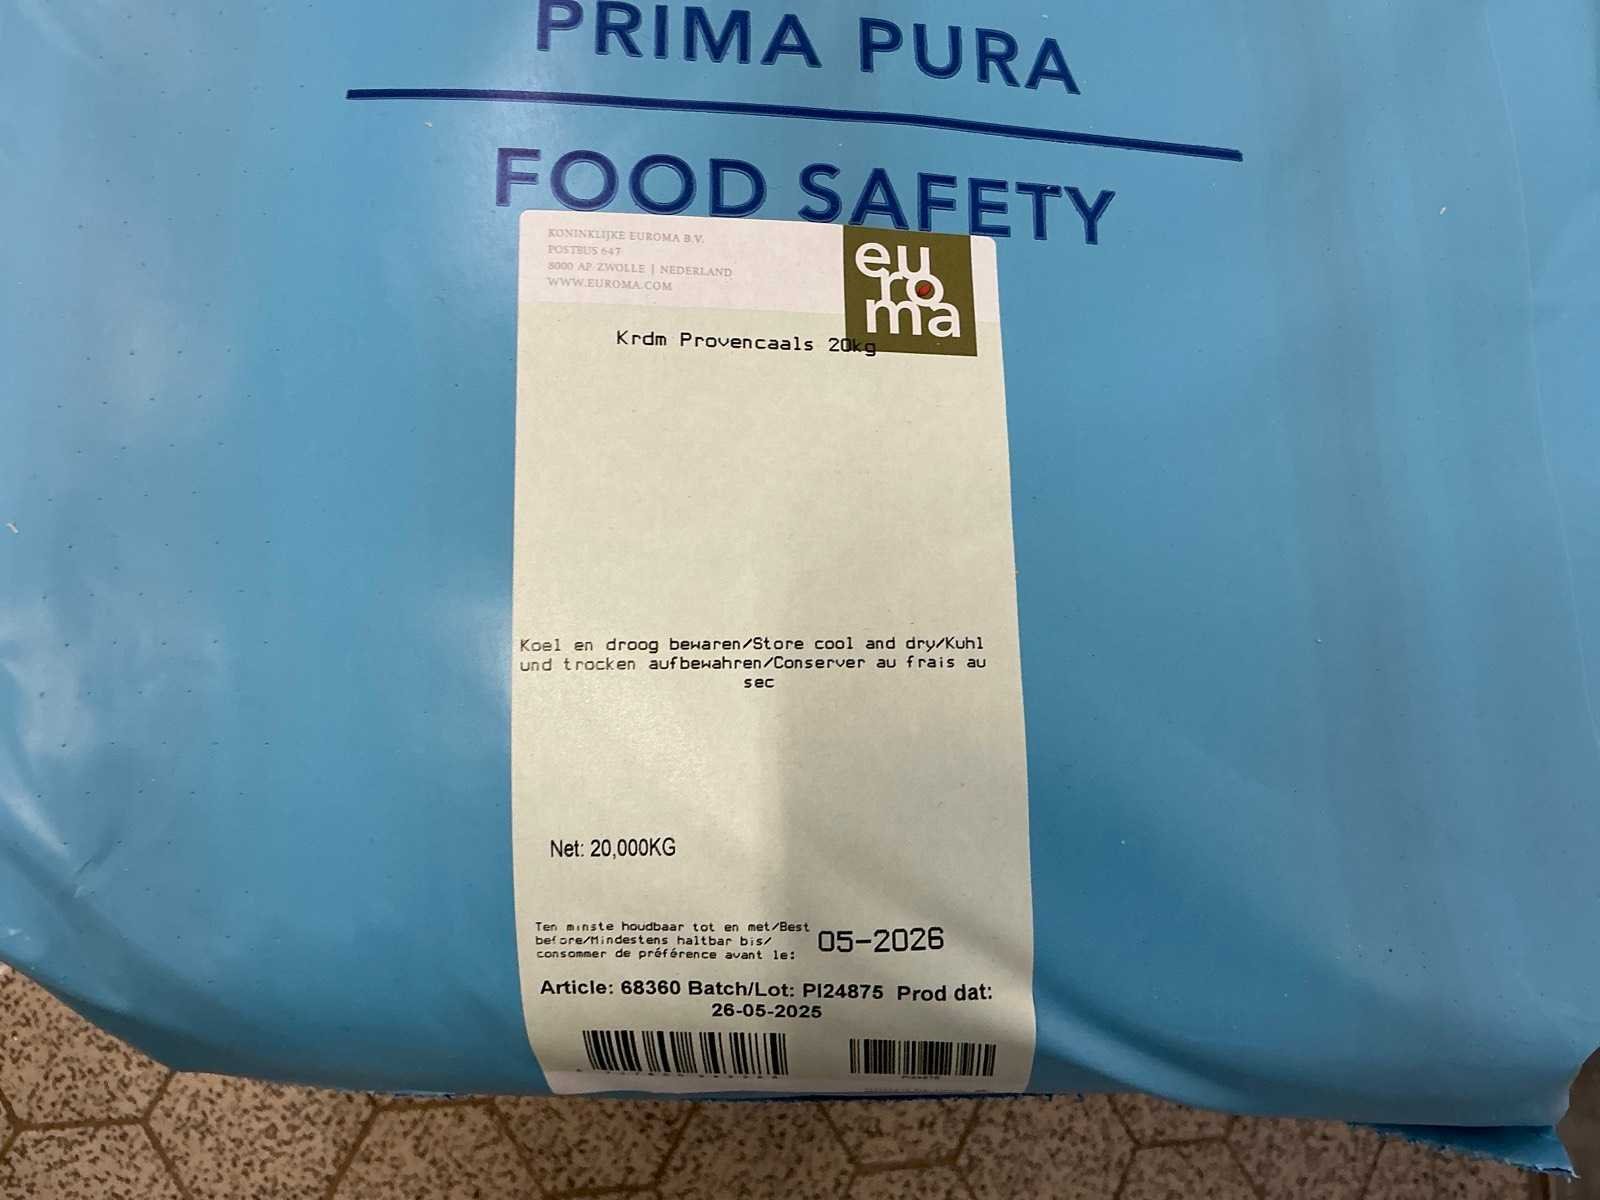 PRIMA PURA
FOOD SAFETY
KONINKLIJKE EUROMA B.V.
POSTBUS 647
8000 AP ZWOLLE | NEDERLAND
WWW.EUROMA.COM
euroma
Krdm Provencaals 20kg
Koel en droog bewaren/Store cool and dry/Kuhl
und trocken aufbewahren/Conserver au frais au
sec
Net: 20,000KG
Ten minste houdbaar tot en met/Best
before/Mindestens haltbar bis/
consommer de préférence avant le:
05-2026
Article: 68360 Batch/Lot: PI24875 Prod dat:
26-05-2025